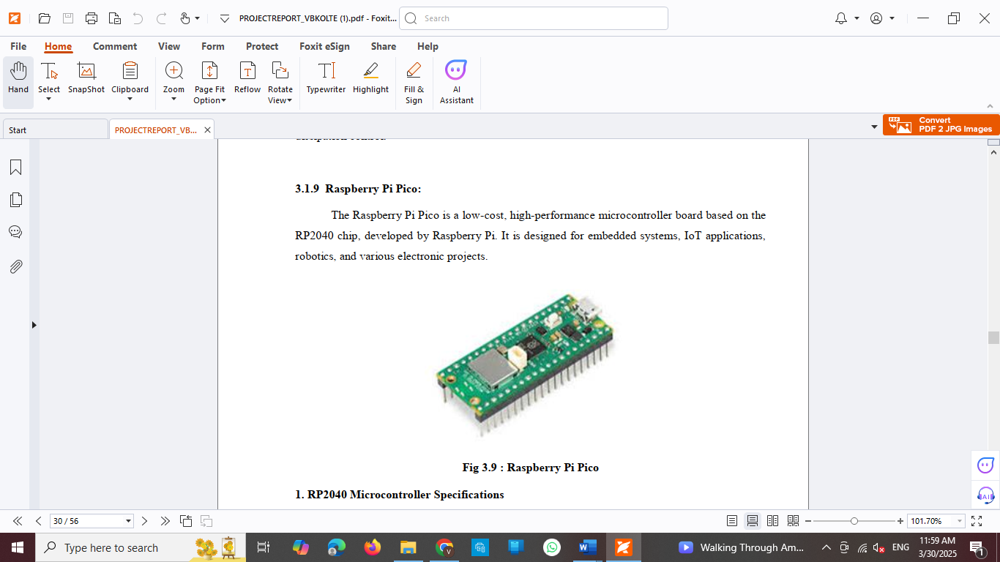 PROJECTREPORT_VBKOLTE (1).pdf - Foxit...
Search
File Home Comment View Form Protect Foxit eSign Share Help
Hand
Select
SnapShot
Clipboard
Zoom
Page Fit
Option
Reflow
Rotate
View
Typewriter
Highlight
Fill &
Sign
AI
Assistant
Start
PROJECTREPORT_VB...
PDF
Convert
PDF 2 JPG Images
3.1.9 Raspberry Pi Pico:
The Raspberry Pi Pico is a low-cost, high-performance microcontroller board based on the
RP2040 chip, developed by Raspberry Pi. It is designed for embedded systems, IoT applications,
robotics, and various electronic projects.
Fig 3.9 : Raspberry Pi Pico
1. RP2040 Microcontroller Specifications
AI
30 / 56
101.70%
Type here to search
Walking Through Am...
ENG
11:59 AM
3/30/2025
1